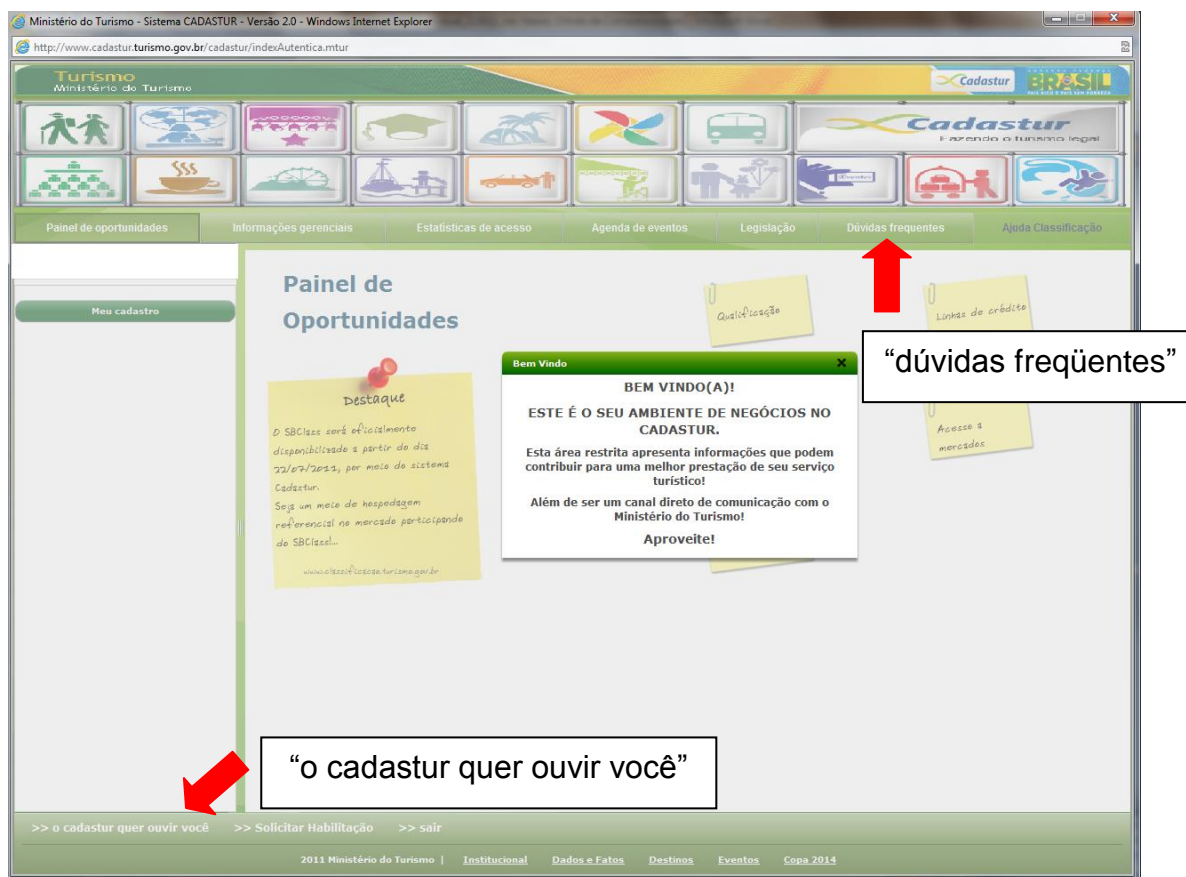 Ministério do Turismo - Sistema CADASTUR - Versão 2.0 - Windows Internet Explorer
http://www.cadastur.turismo.gov.br/cadastur/indexAutentica.mtur
Turismo
Ministério do Turismo
Cadastur
BRASIL
Cadastur
Fazendo o turismo legal
Painel de oportunidades
Informações gerenciais
Estatísticas de acesso
Agenda de eventos
Legislação
Dúvidas frequentes
Ajuda Classificação
Meu cadastro
Painel de
Oportunidades
Qualificação
Linhas de crédito
“dúvidas freqüentes”
Destaque
O SBClass será oficialmente
disponibilizado a partir do dia
22/07/2011, por meio do sistema
Cadastur.
Seja um meio de hospedagem
referencial no mercado participando
do SBClass!...
www.classificacao.turismo.gov.br
Bem Vindo
BEM VINDO(A)!
ESTE É O SEU AMBIENTE DE NEGÓCIOS NO
CADASTUR.
Esta área restrita apresenta informações que podem
contribuir para uma melhor prestação de seu serviço
turístico!
Além de ser um canal direto de comunicação com o
Ministério do Turismo!
Aproveite!
Acesso a
mercados
“o cadastur quer ouvir você”
>> o cadastur quer ouvir você >> Solicitar Habilitação >> sair
2011 Ministério do Turismo | Institucional Dados e Fatos Destinos Eventos Copa 2014